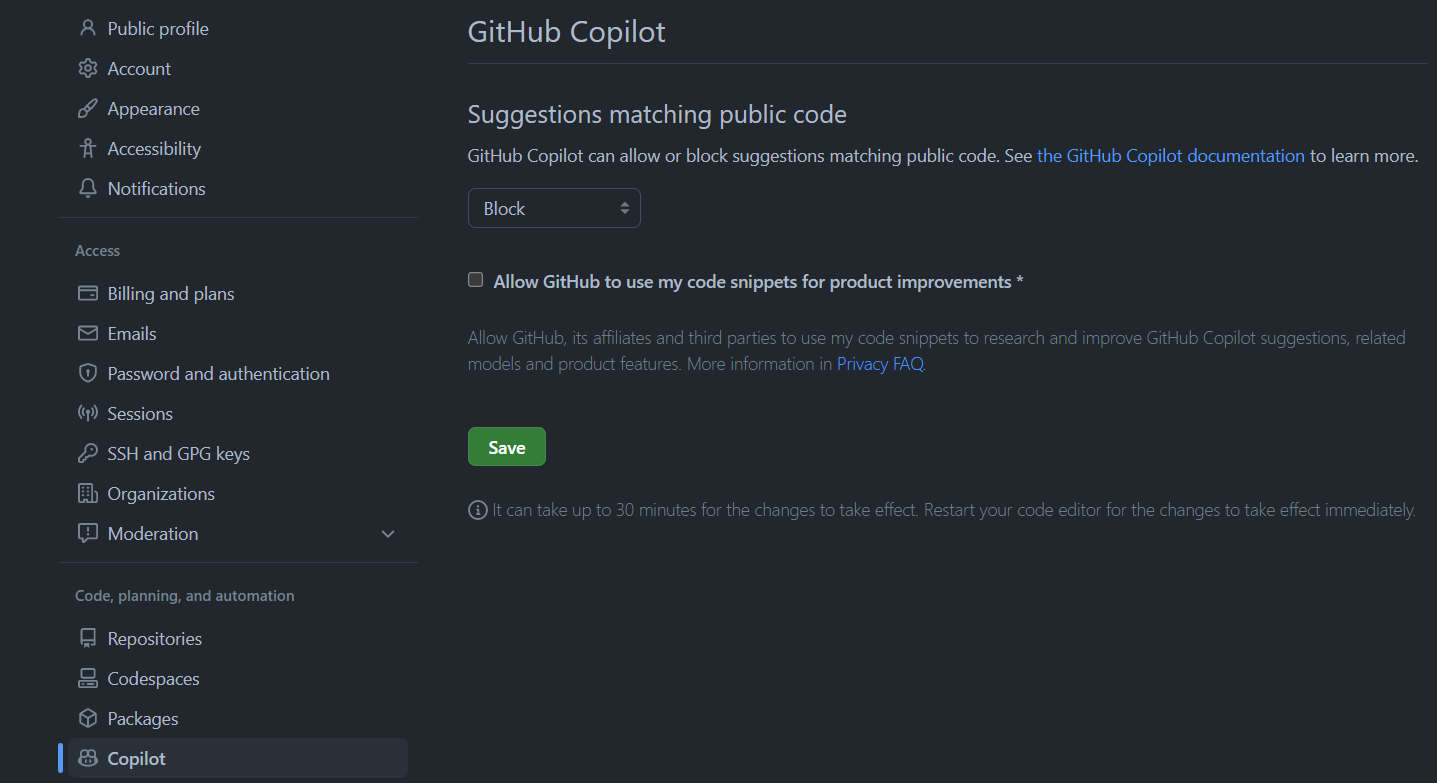 Public profile
Account
Appearance
Accessibility
Notifications
Access
Billing and plans
Emails
Password and authentication
Sessions
SSH and GPG keys
Organizations
Moderation
Code, planning, and automation
Repositories
Codespaces
Packages
Copilot
GitHub Copilot
Suggestions matching public code
GitHub Copilot can allow or block suggestions matching public code. See the GitHub Copilot documentation to learn more.
Block
Allow GitHub to use my code snippets for product improvements *
Allow GitHub, its affiliates and third parties to use my code snippets to research and improve GitHub Copilot suggestions, related
models and product features. More information in Privacy FAQ.
Save
It can take up to 30 minutes for the changes to take effect. Restart your code editor for the changes to take effect immediately.